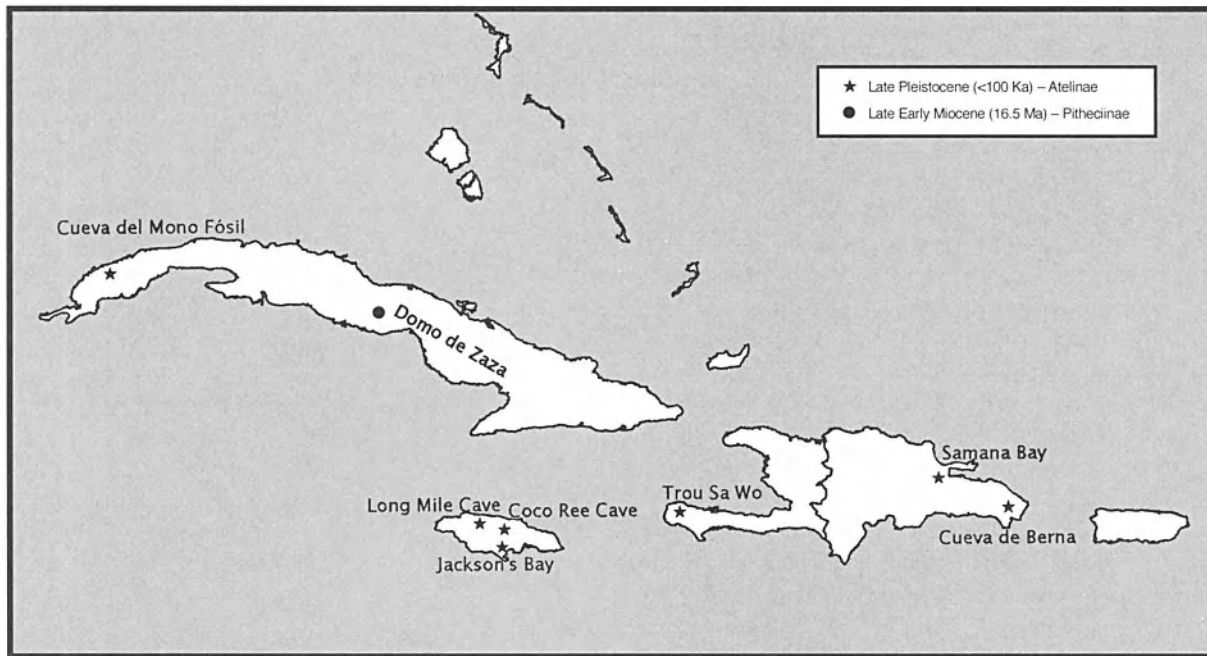 ★ Late Pleistocene (<100 Ka) – Atelinae
● Late Early Miocene (16.5 Ma) – Pitheciinae
Cueva del Mono Fósil
Domo de Zaza
Samana Bay
Trou Sa Wo
Long Mile Cave
Coco Ree Cave
Cueva de Berna
Jackson's Bay